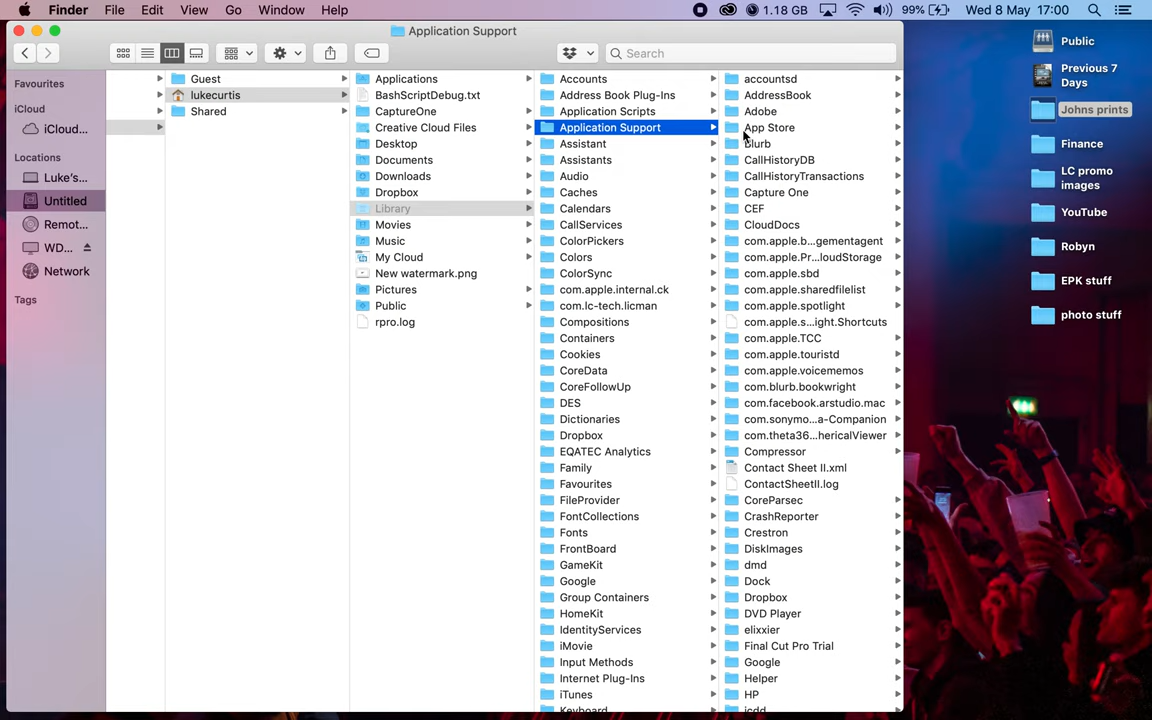 Finder File Edit View Go Window Help 1.18 GB 99% Wed 8 May 17:00
Application Support
Search
Favourites
iCloud
iCloud...
Locations
Luke's...
Untitled
Remot...
WD...
Network
Tags
Guest
lukecurtis
Shared
Applications
BashScriptDebug.txt
CaptureOne
Creative Cloud Files
Desktop
Documents
Downloads
Dropbox
Library
Movies
Music
My Cloud
New watermark.png
Pictures
Public
rpro.log
Accounts
Address Book Plug-Ins
Application Scripts
Application Support
Assistant
Assistants
Audio
Caches
Calendars
CallServices
ColorPickers
Colors
ColorSync
com.apple.internal.ck
com.lc-tech.licman
Compositions
Containers
Cookies
CoreData
CoreFollowUp
DES
Dictionaries
Dropbox
EQATEC Analytics
Family
Favourites
FileProvider
FontCollections
Fonts
FrontBoard
GameKit
Google
Group Containers
HomeKit
IdentityServices
iMovie
Input Methods
Internet Plug-Ins
iTunes
Keyboard
accountsd
AddressBook
Adobe
App Store
Blurb
CallHistoryDB
CallHistoryTransactions
Capture One
CEF
CloudDocs
com.apple.b...gementagent
com.apple.Pr...loudStorage
com.apple.sbd
com.apple.sharedfilelist
com.apple.spotlight
com.apple.s...ight.Shortcuts
com.apple.TCC
com.apple.touristd
com.apple.voicememos
com.blurb.bookwright
com.facebook.arstudio.mac
com.sonymo...a-Companion
com.theta36...hericalViewer
Compressor
Contact Sheet II.xml
ContactSheetII.log
CoreParsec
CrashReporter
Crestron
DiskImages
dmd
Dock
Dropbox
DVD Player
elixxier
Final Cut Pro Trial
Google
Helper
HP
icdd
Public
Previous 7
Days
Johns prints
Finance
LC promo
images
YouTube
Robyn
EPK stuff
photo stuff